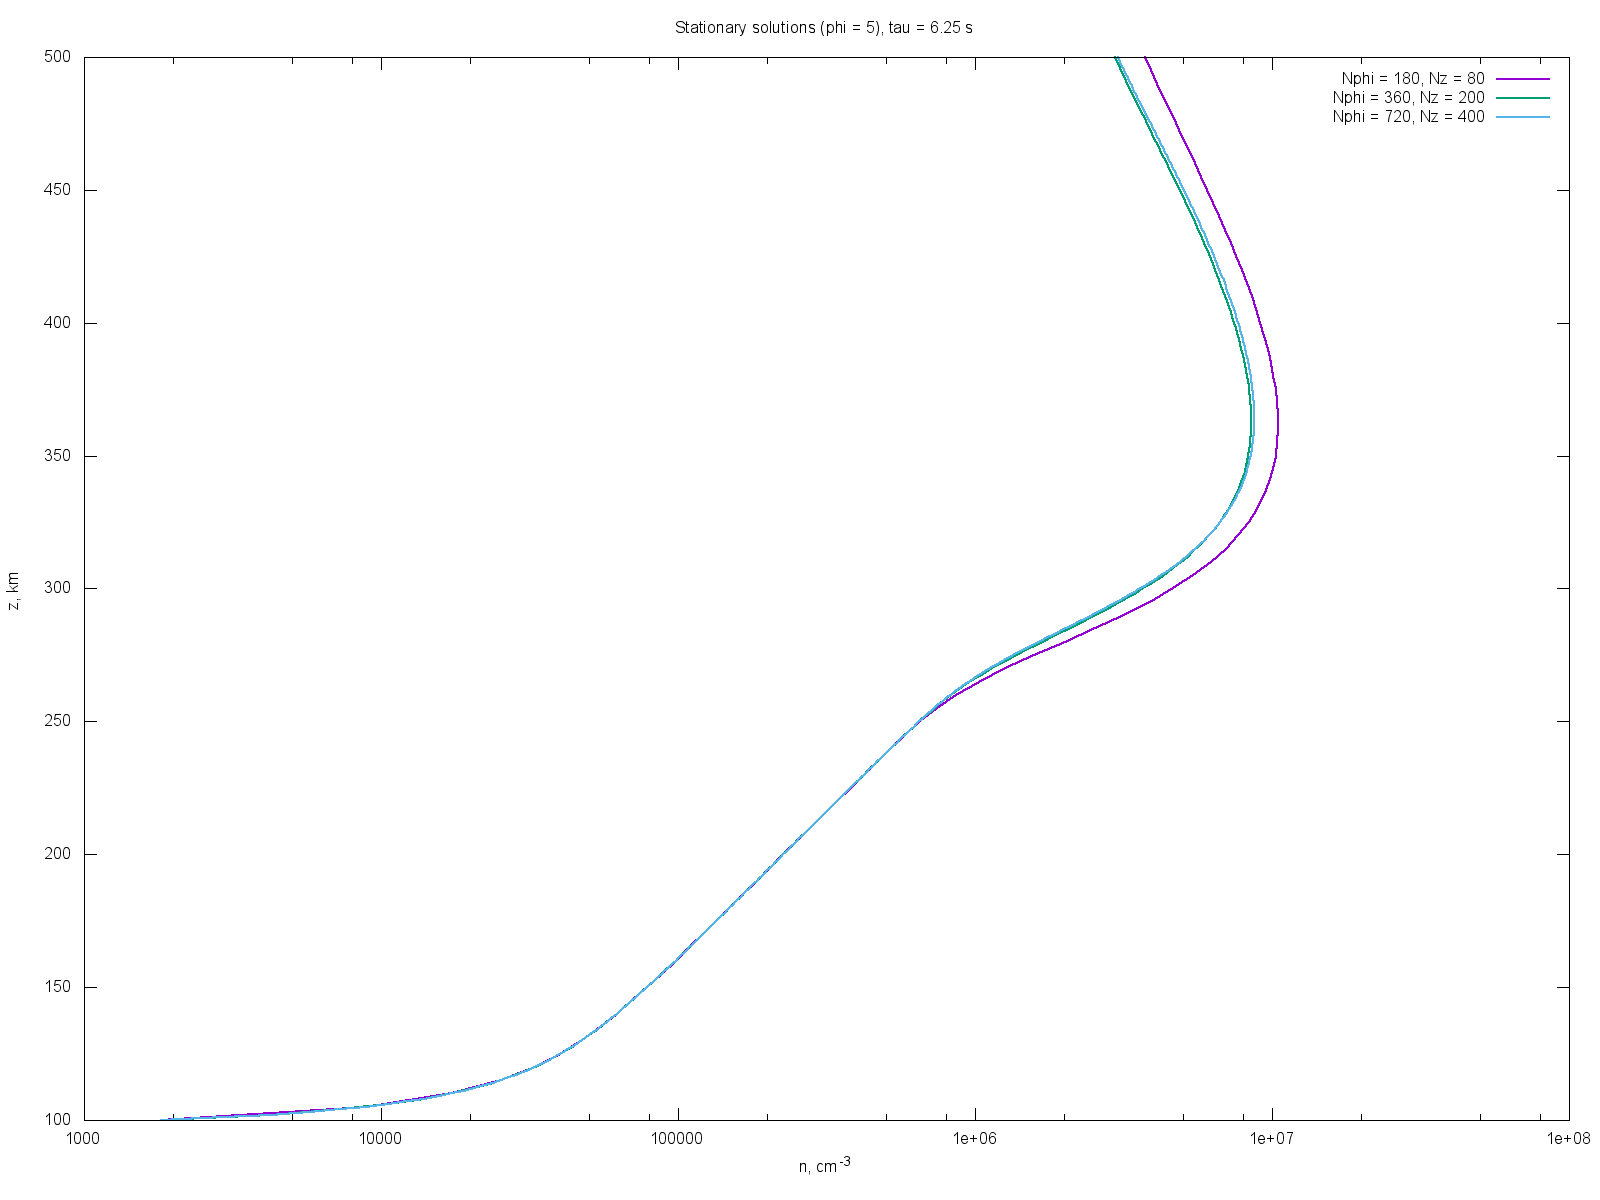 Stationary solutions (phi = 5), tau = 6.25 s
Nphi = 180, Nz = 80
Nphi = 360, Nz = 200
Nphi = 720, Nz = 400
500
450
400
350
300
250
200
150
100
z, km
1000 10000 100000 1e+06 1e+07 1e+08
n, cm-3